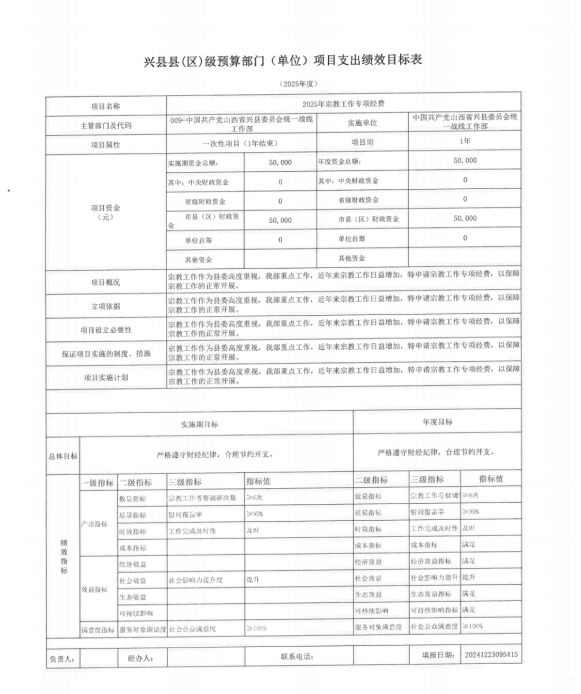 兴县县(区)级预算部门（单位）项目支出绩效目标表
（2025年度）
项目名称 2025年宗教工作专项经费
主管部门及代码 009-中国共产党山西省兴县委员会统一战线工作部 实施单位 中国共产党山西省兴县委员会统一战线工作部
项目属性 一次性项目（1年结束） 项目期 1年
项目资金（元） 实施期资金总额： 50,000 年度资金总额： 50,000
其中：中央财政资金 0 其中：中央财政资金 0
省级财政资金 0 省级财政资金 0
市县（区）财政资金 50,000 市县（区）财政资金 50,000
单位自筹 0 单位自筹 0
其他资金 其他资金
项目概况 宗教工作作为县委高度重视，我部重点工作，近年来宗教工作日益增加，特申请宗教工作专项经费，以保障宗教工作的正常开展。
立项依据 宗教工作作为县委高度重视，我部重点工作，近年来宗教工作日益增加，特申请宗教工作专项经费，以保障宗教工作的正常开展。
项目设立必要性 宗教工作作为县委高度重视，我部重点工作，近年来宗教工作日益增加，特申请宗教工作专项经费，以保障宗教工作的正常开展。
保证项目实施的制度、措施 宗教工作作为县委高度重视，我部重点工作，近年来宗教工作日益增加，特申请宗教工作专项经费，以保障宗教工作的正常开展。
项目实施计划 宗教工作作为县委高度重视，我部重点工作，近年来宗教工作日益增加，特申请宗教工作专项经费，以保障宗教工作的正常开展。
实施期目标 年度目标
总体目标 严格遵守财经纪律，合理节约开支。 严格遵守财经纪律，合理节约开支。
绩效指标 一级指标 二级指标 三级指标 指标值 二级指标 三级指标 指标值
产出指标 数量指标 宗教工作考察调研次数 ≥6次 数量指标 宗教工作考察调 ≥6次
质量指标 慰问覆盖率 ≥95% 质量指标 慰问覆盖率 ≥95%
时效指标 工作完成及时性 及时 时效指标 工作完成及时性 及时
成本指标 成本指标 成本指标 满足
效益指标 经济效益 经济效益 经济效益指标 满足
社会效益 社会影响力提升度 提升 社会效益 社会影响力提升 提升
生态效益 生态效益 生态效益指标 满足
可持续影响 可持续影响 可持续影响指标 满足
满意度指标 服务对象满意度 社会公众满意度 ≥100% 服务对象满意度 社会公众满意度 ≥100%
负责人： 经办人： 联系电话： 填报日期： 20241223095415